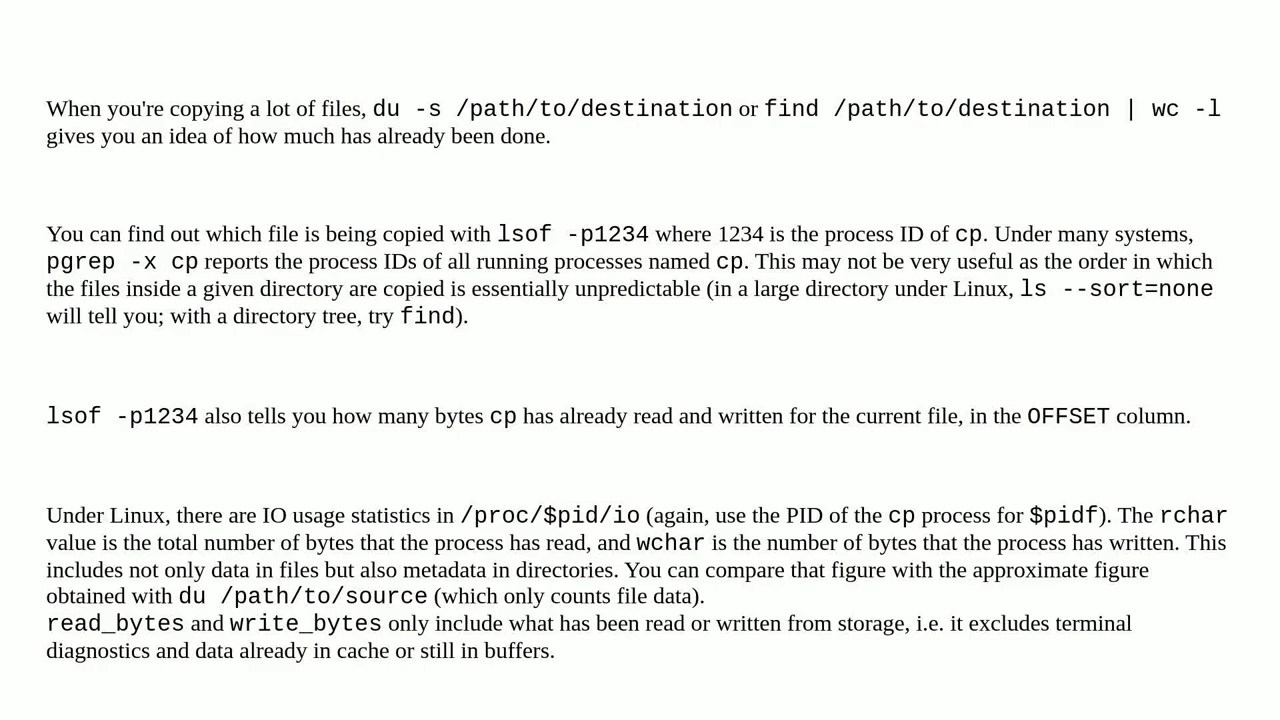 When you're copying a lot of files, du -s /path/to/destination or find /path/to/destination | wc -l
gives you an idea of how much has already been done.
You can find out which file is being copied with lsof -p1234 where 1234 is the process ID of cp. Under many systems,
pgrep -x cp reports the process IDs of all running processes named cp. This may not be very useful as the order in which
the files inside a given directory are copied is essentially unpredictable (in a large directory under Linux, ls --sort=none
will tell you; with a directory tree, try find).
lsof -p1234 also tells you how many bytes cp has already read and written for the current file, in the OFFSET column.
Under Linux, there are IO usage statistics in /proc/$pid/io (again, use the PID of the cp process for $pidf). The rchar
value is the total number of bytes that the process has read, and wchar is the number of bytes that the process has written. This
includes not only data in files but also metadata in directories. You can compare that figure with the approximate figure
obtained with du /path/to/source (which only counts file data).
read_bytes and write_bytes only include what has been read or written from storage, i.e. it excludes terminal
diagnostics and data already in cache or still in buffers.